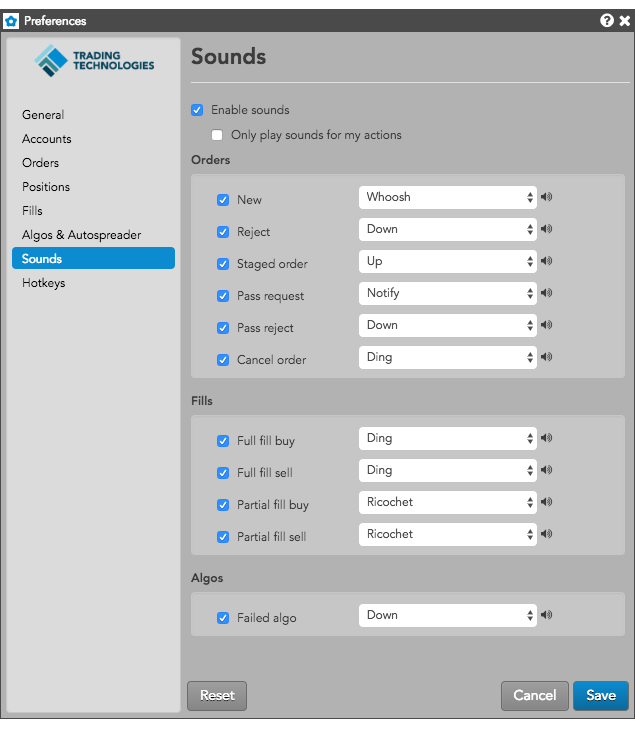 Preferences
TRADING
TECHNOLOGIES
General
Accounts
Orders
Positions
Fills
Algos & Autospreader
Sounds
Hotkeys
Sounds
Enable sounds
Only play sounds for my actions
Orders
New Whoosh
Reject Down
Staged order Up
Pass request Notify
Pass reject Down
Cancel order Ding
Fills
Full fill buy Ding
Full fill sell Ding
Partial fill buy Ricochet
Partial fill sell Ricochet
Algos
Failed algo Down
Reset Cancel Save